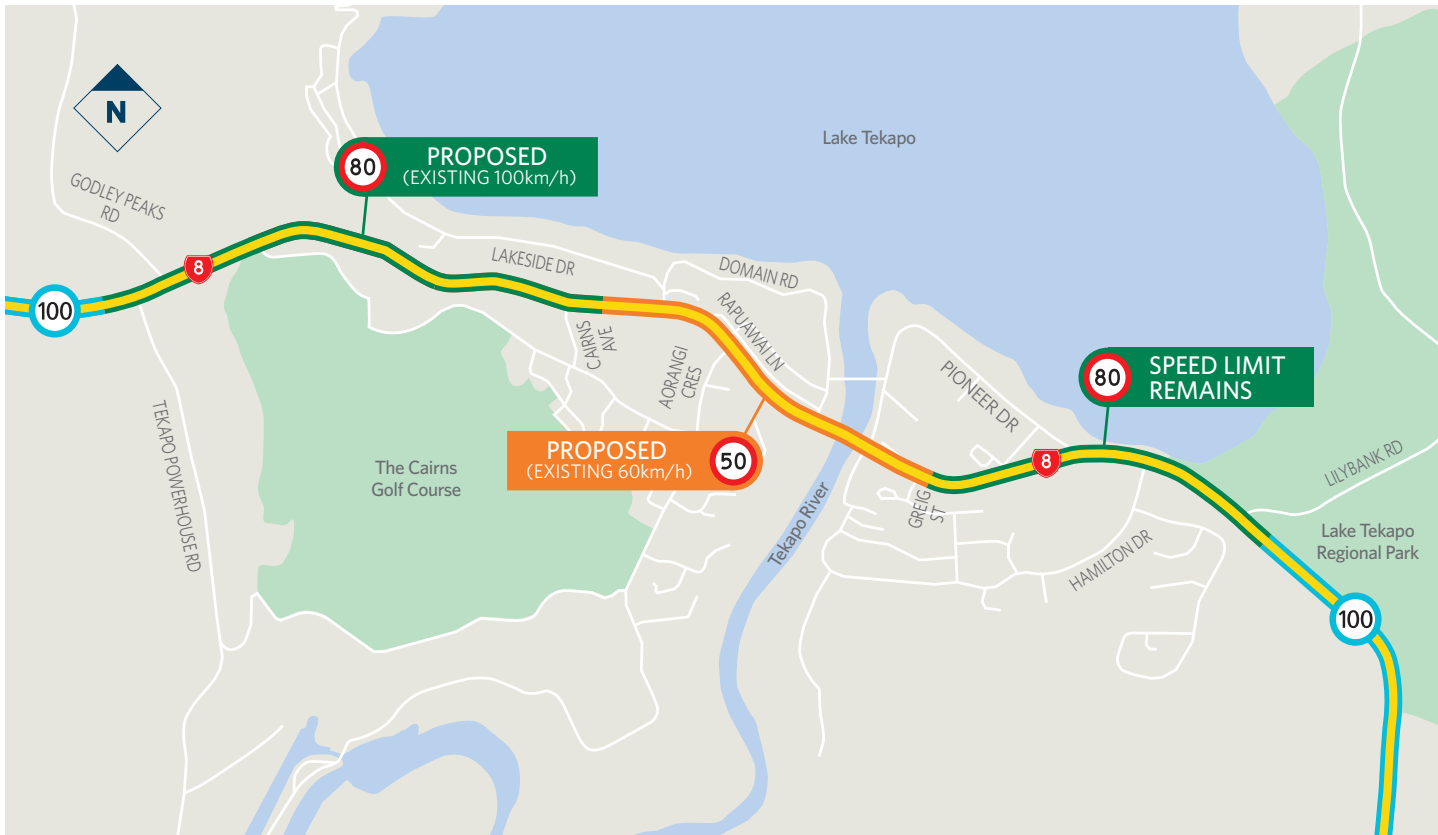 N
Lake Tekapo
80
PROPOSED
(EXISTING 100km/h)
GODLEY PEAKS
RD
8
100
LAKESIDE DR
DOMAIN RD
RAPUAWAI LN
CAIRNS
AVE
AORANGI
CRES
PIONEER DR
80
SPEED LIMIT
REMAINS
TEKAPO POWERHOUSE RD
The Cairns
Golf Course
PROPOSED
(EXISTING 60km/h)
50
8
GREIG
ST
Tekapo River
HAMILTON DR
LILYBANK RD
Lake Tekapo
Regional Park
100